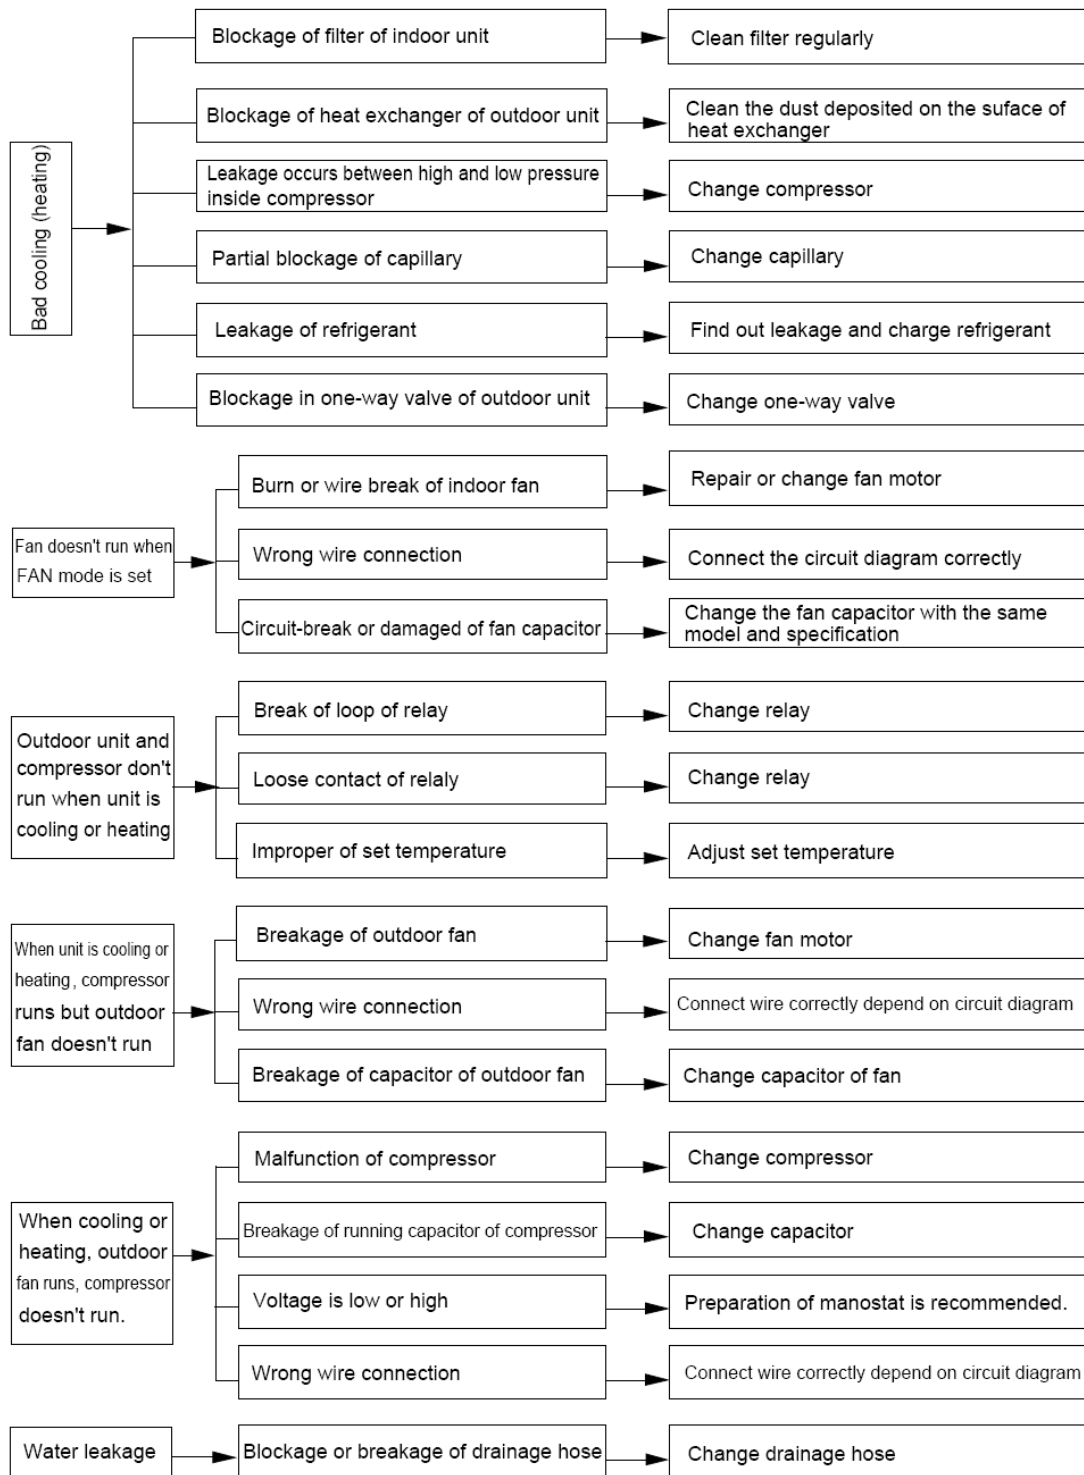 Bad cooling (heating)
Blockage of filter of indoor unit
Clean filter regularly
Blockage of heat exchanger of outdoor unit
Clean the dust deposited on the suface of
heat exchanger
Leakage occurs between high and low pressure
inside compressor
Change compressor
Partial blockage of capillary
Change capillary
Leakage of refrigerant
Find out leakage and charge refrigerant
Blockage in one-way valve of outdoor unit
Change one-way valve
Fan doesn't run when
FAN mode is set
Burn or wire break of indoor fan
Repair or change fan motor
Wrong wire connection
Connect the circuit diagram correctly
Circuit-break or damaged of fan capacitor
Change the fan capacitor with the same
model and specification
Outdoor unit and
compressor don't
run when unit is
cooling or heating
Break of loop of relay
Change relay
Loose contact of relaly
Change relay
Improper of set temperature
Adjust set temperature
When unit is cooling or
heating, compressor
runs but outdoor
fan doesn't run
Breakage of outdoor fan
Change fan motor
Wrong wire connection
Connect wire correctly depend on circuit diagram
Breakage of capacitor of outdoor fan
Change capacitor of fan
When cooling or
heating, outdoor
fan runs, compressor
doesn't run.
Malfunction of compressor
Change compressor
Breakage of running capacitor of compressor
Change capacitor
Voltage is low or high
Preparation of manostat is recommended.
Wrong wire connection
Connect wire correctly depend on circuit diagram
Water leakage
Blockage or breakage of drainage hose
Change drainage hose